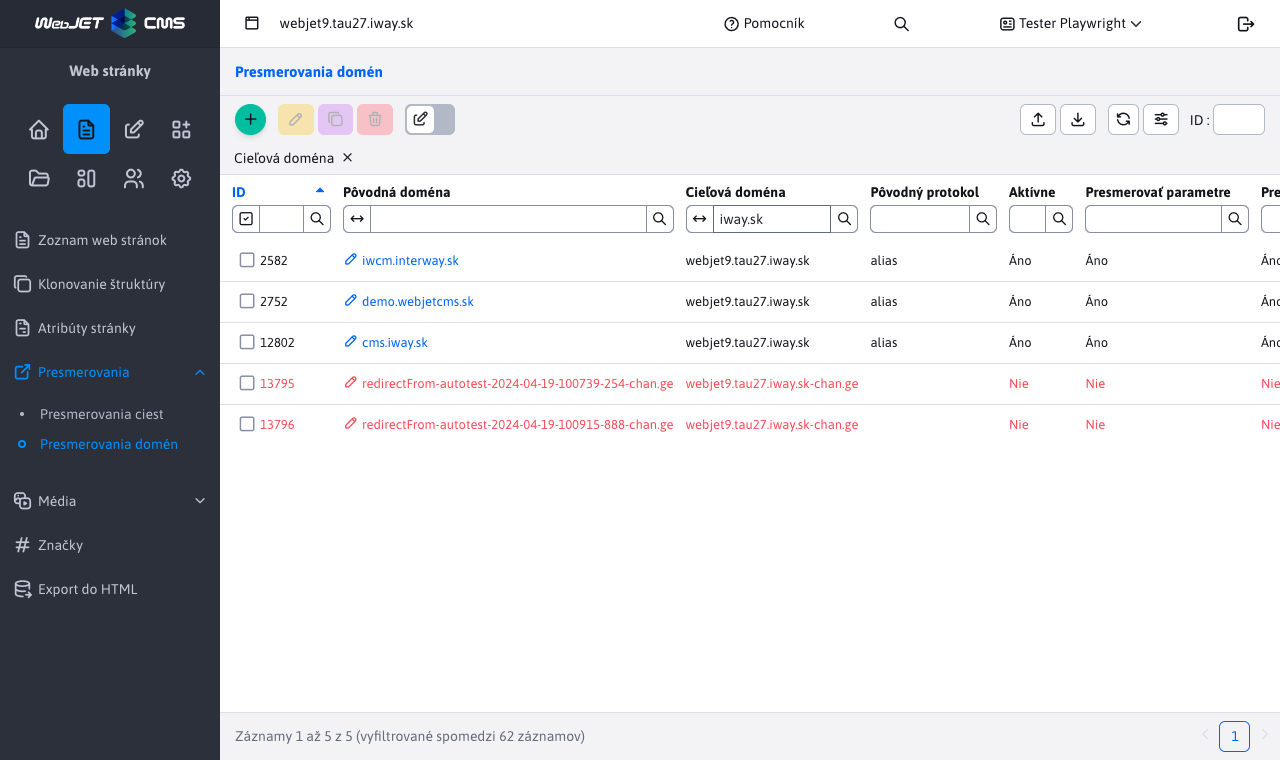 WebJET CMS
webjet9.tau27.iway.sk
Pomocník
Tester Playwright
Web stránky
Zoznam web stránok
Klonovanie štruktúry
Atribúty stránky
Presmerovania
Presmerovania ciest
Presmerovania domén
Média
Značky
Export do HTML
Presmerovania domén
ID :
Cieľová doména ×
ID Pôvodná doména Cieľová doména Pôvodný protokol Aktívne Presmerovať parametre Pre
iway.sk
2582 iwcm.interway.sk webjet9.tau27.iway.sk alias Áno Áno Áno
2752 demo.webjetcms.sk webjet9.tau27.iway.sk alias Áno Áno Áno
12802 cms.iway.sk webjet9.tau27.iway.sk alias Áno Áno Áno
13795 redirectFrom-autotest-2024-04-19-100739-254-chan.ge webjet9.tau27.iway.sk-chan.ge Nie Nie Nie
13796 redirectFrom-autotest-2024-04-19-100915-888-chan.ge webjet9.tau27.iway.sk-chan.ge Nie Nie Nie
Záznamy 1 až 5 z 5 (vyfiltrované spomedzi 62 záznamov)
1